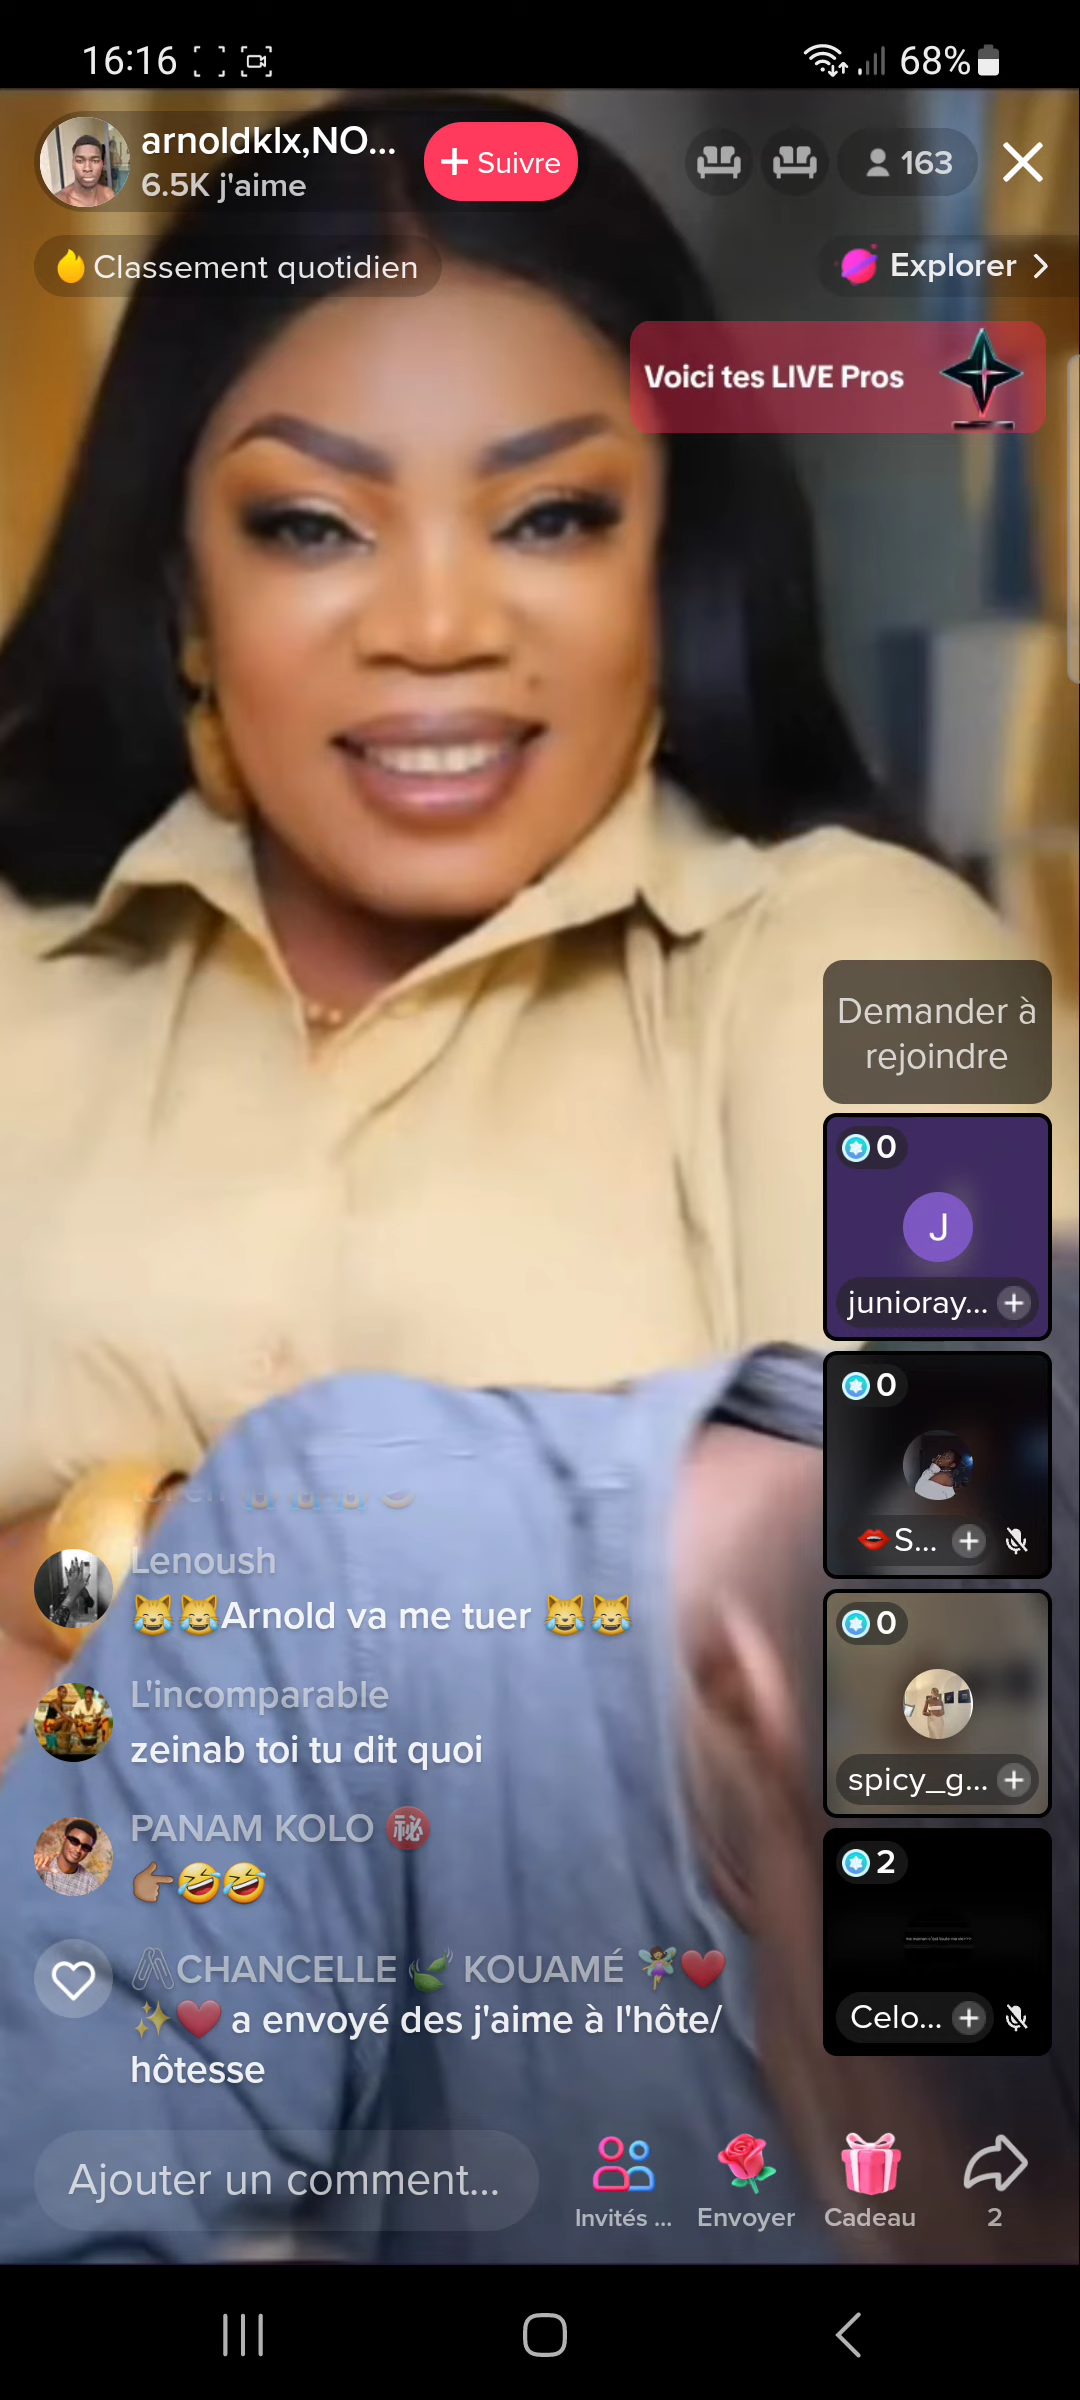 16:16
68%
arnoldklx,NO...
6.5K j'aime
+ Suivre
163
Classement quotidien
Explorer >
Voici tes LIVE Pros
Demander à
rejoindre
0
J
junioray...
0
S...
0
spicy_g...
2
Celo...
Lenoush
😹😹Arnold va me tuer 😹😹
L'incomparable
zeinab toi tu dit quoi
PANAM KOLO ㊙️
👉🏽🤣🤣
🖇️CHANCELLE 🍃 KOUAMÉ 🧚🏽‍♀️❤️
✨❤️ a envoyé des j'aime à l'hôte/
hôtesse
Ajouter un comment...
Invités ...
Envoyer
Cadeau
2